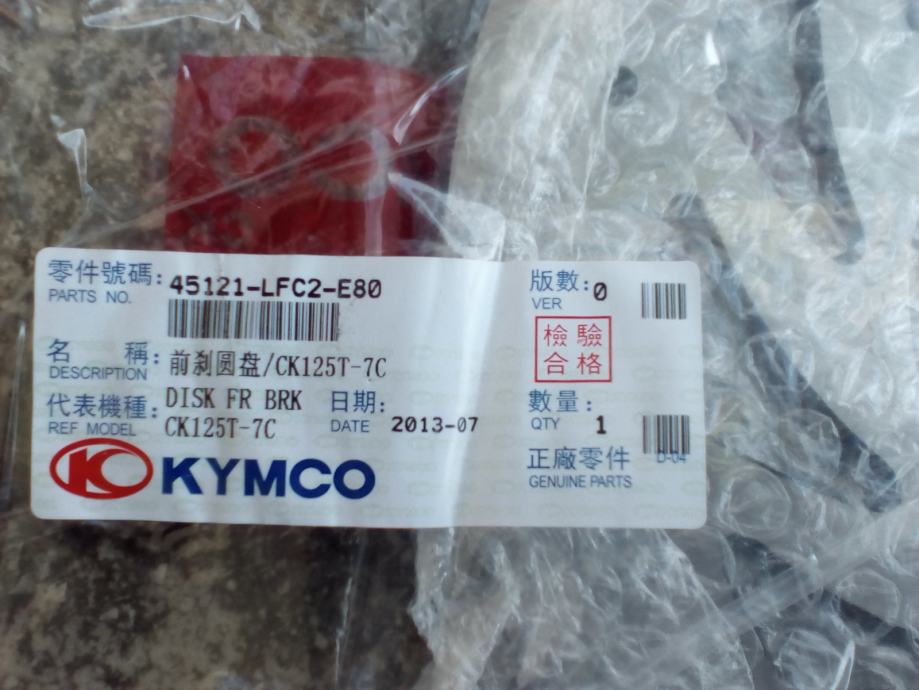 零件號碼: 45121-LFC2-E80
PARTS NO.
版數: 0
VER
檢驗
合格
名 稱: 前刹圆盘/CK125T-7C
DESCRIPTION
DISK FR BRK
代表機種: CK125T-7C
REF MODEL
日期: 2013-07
DATE
數量: 1
QTY
D-04
KYMCO
正廠零件
GENUINE PARTS